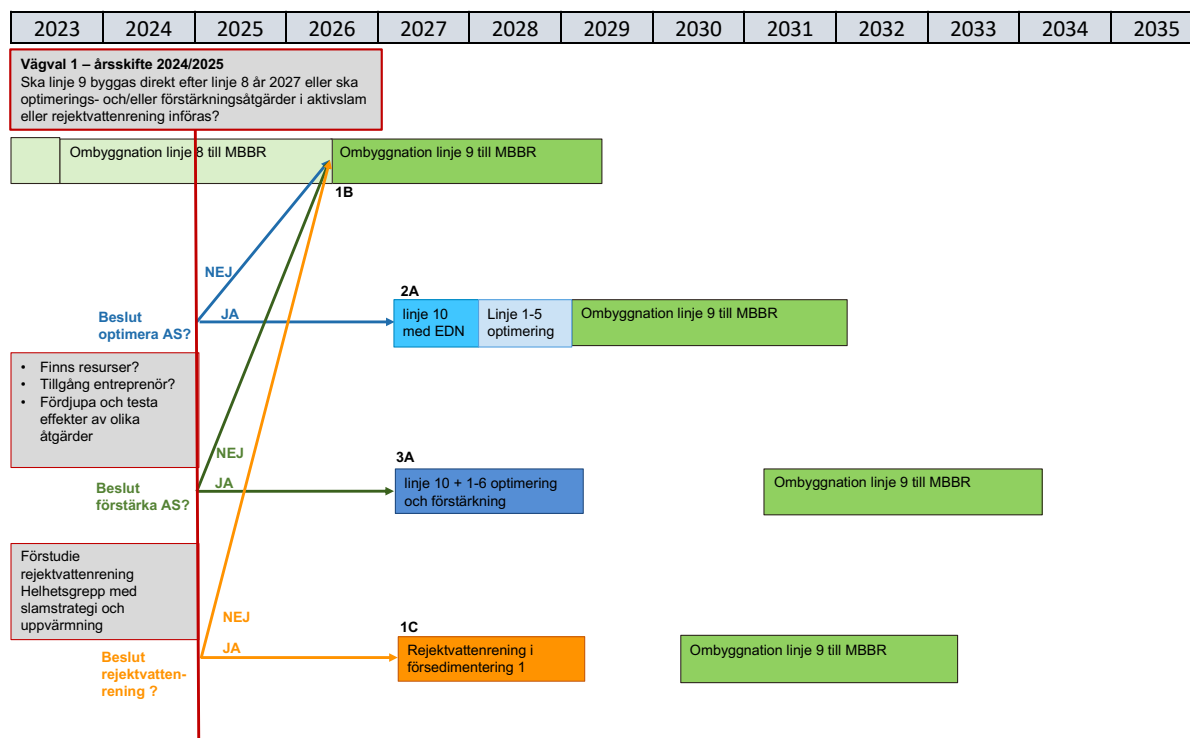 2023 2024 2025 2026 2027 2028 2029 2030 2031 2032 2033 2034 2035
Vägval 1 – årsskifte 2024/2025
Ska linje 9 byggas direkt efter linje 8 år 2027 eller ska
optimerings- och/eller förstärkningsåtgärder i aktivslam
eller rejektvattenrening införas?
Ombyggnation linje 8 till MBBR
Ombyggnation linje 9 till MBBR
1B
NEJ
JA
Beslut
optimera AS?
2A
linje 10
med EDN
Linje 1-5
optimering
Ombyggnation linje 9 till MBBR
• Finns resurser?
• Tillgång entreprenör?
• Fördjupa och testa
effekter av olika
åtgärder
NEJ
JA
Beslut
förstärka AS?
3A
linje 10 + 1-6 optimering
och förstärkning
Ombyggnation linje 9 till MBBR
Förstudie
rejektvattenrening
Helhetsgrepp med
slamstrategi och
uppvärmning
NEJ
JA
Beslut
rejektvatten-
rening ?
1C
Rejektvattenrening i
försedimentering 1
Ombyggnation linje 9 till MBBR